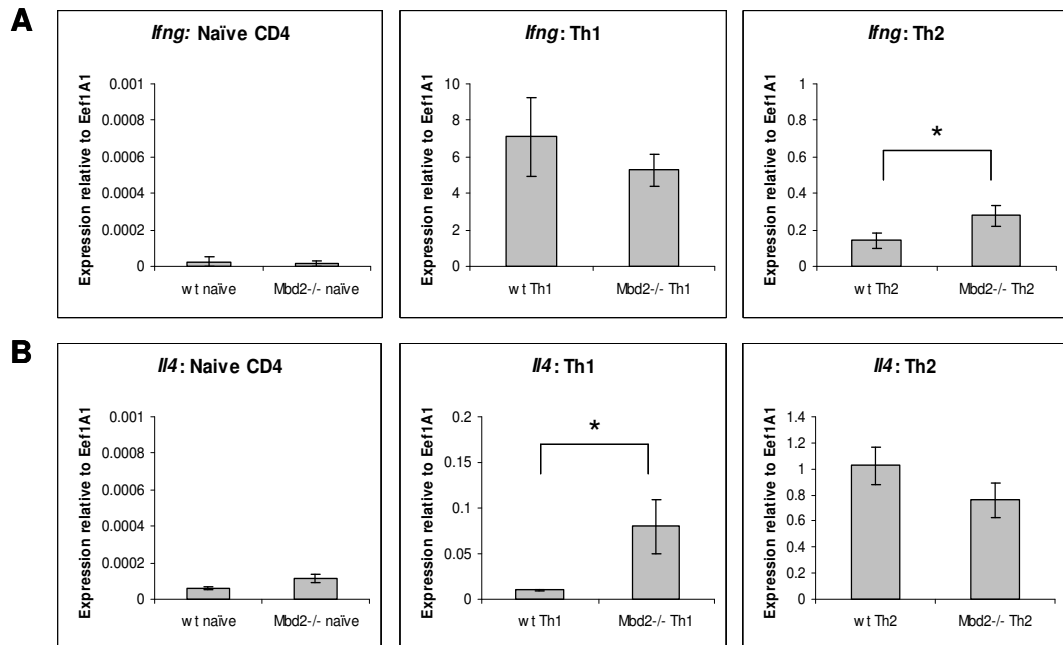 A
Ifng: Naïve CD4
Expression relative to Eef1A1
0.001
0.0008
0.0006
0.0004
0.0002
0
wt naïve
Mbd2-/- naïve
Ifng: Th1
Expression relative to Eef1A1
10
8
6
4
2
0
wt Th1
Mbd2-/- Th1
Ifng: Th2
Expression relative to Eef1A1
1
0.8
0.6
0.4
0.2
0
*
wt Th2
Mbd2-/- Th2
B
Il4: Naive CD4
Expression relative to Eef1A1
0.001
0.0008
0.0006
0.0004
0.0002
0
wt naïve
Mbd2-/- naïve
Il4: Th1
Expression relative to Eef1A1
0.2
0.15
0.1
0.05
0
*
wt Th1
Mbd2-/- Th1
Il4: Th2
Expression relative to Eef1A1
1.4
1.2
1
0.8
0.6
0.4
0.2
0
wt Th2
Mbd2-/- Th2